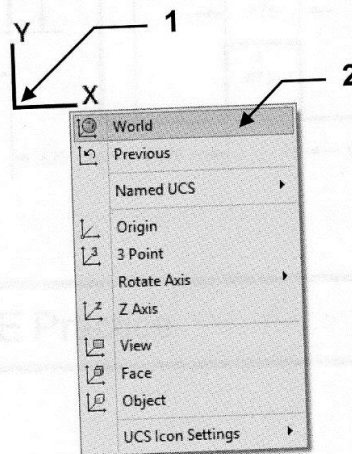 Y
1
X
2
World
Previous
Named UCS
Origin
3 Point
Rotate Axis
Z Axis
View
Face
Object
UCS Icon Settings